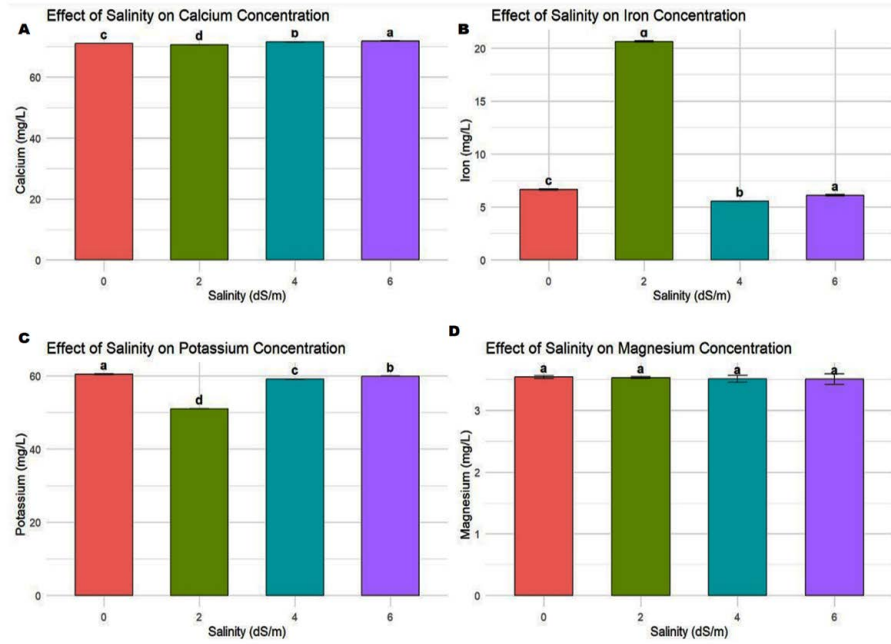 A
Effect of Salinity on Calcium Concentration
c d b a
60
40
20
0
Calcium (mg/L)
0 2 4 6
Salinity (dS/m)
B
Effect of Salinity on Iron Concentration
c b a
20
15
10
5
0
Iron (mg/L)
0 2 4 6
Salinity (dS/m)
C
Effect of Salinity on Potassium Concentration
a d c b
60
40
20
0
Potassium (mg/L)
0 2 4 6
Salinity (dS/m)
D
Effect of Salinity on Magnesium Concentration
a a a a
3
2
1
0
Magnesium (mg/L)
0 2 4 6
Salinity (dS/m)